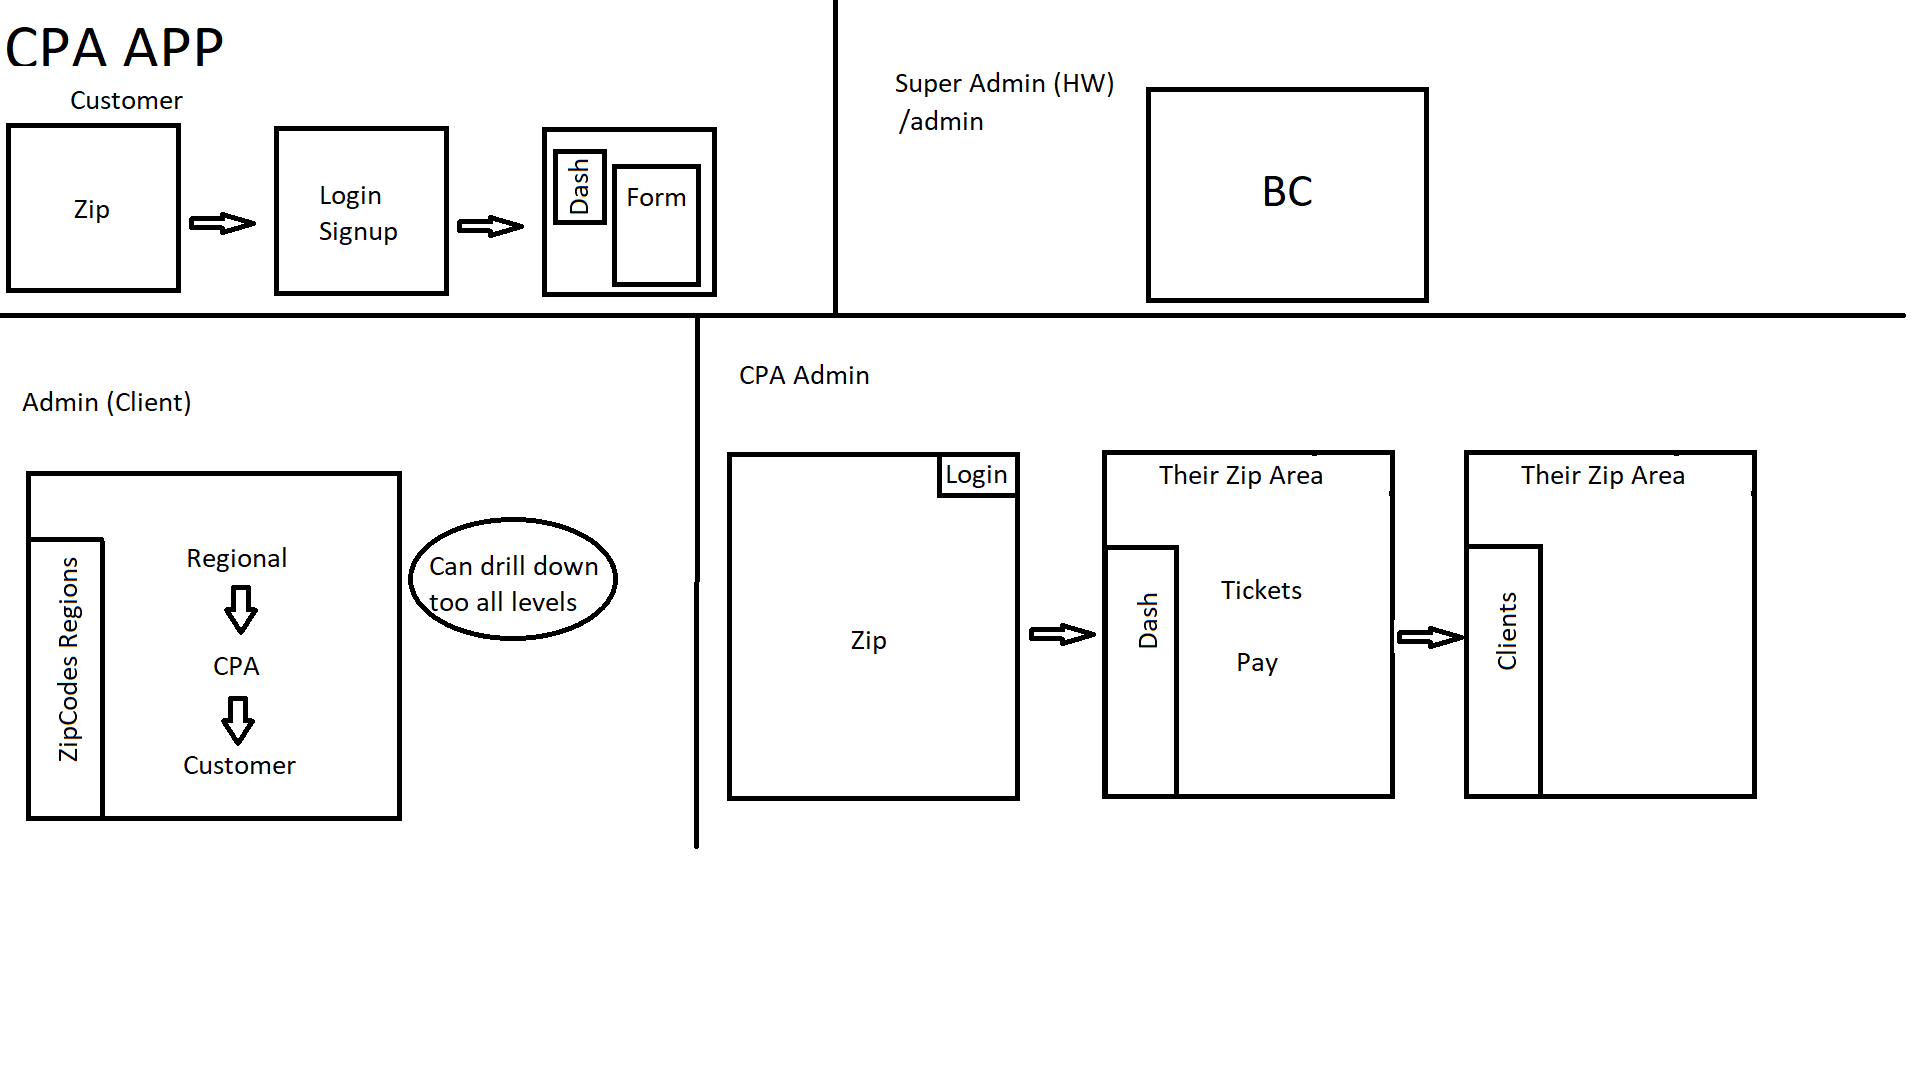 CPA APP
Customer
Zip
Login
Signup
Dash
Form
Super Admin (HW)
/admin
BC
Admin (Client)
ZipCodes Regions
Regional
CPA
Customer
Can drill down
too all levels
CPA Admin
Login
Zip
Their Zip Area
Dash
Tickets
Pay
Their Zip Area
Clients